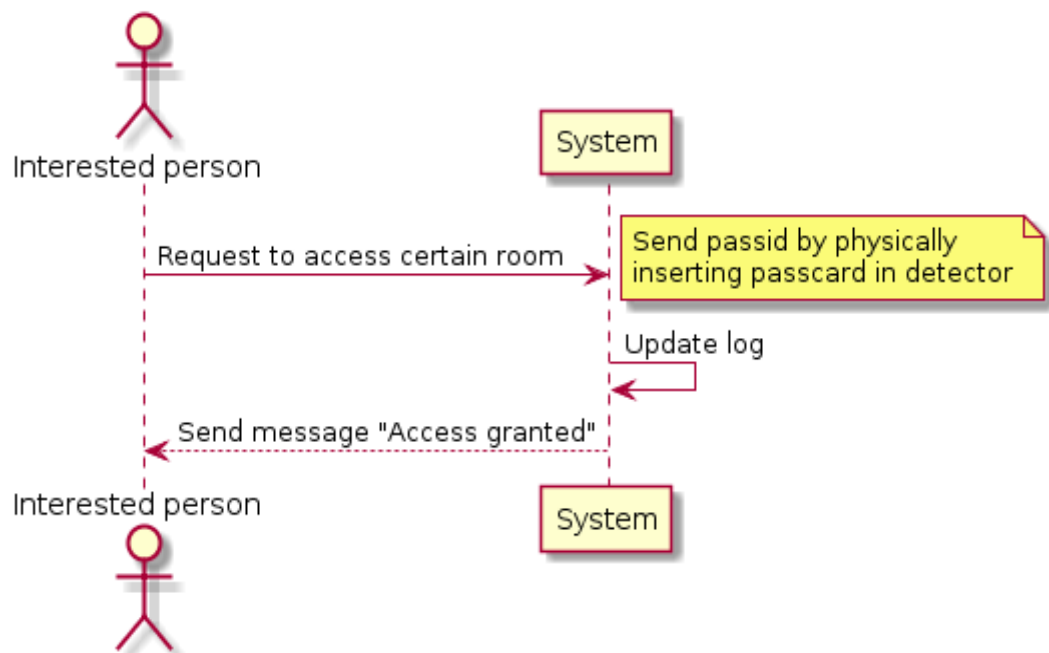 Interested person
System
Request to access certain room
Send passid by physically
inserting passcard in detector
Update log
Send message "Access granted"
Interested person
System